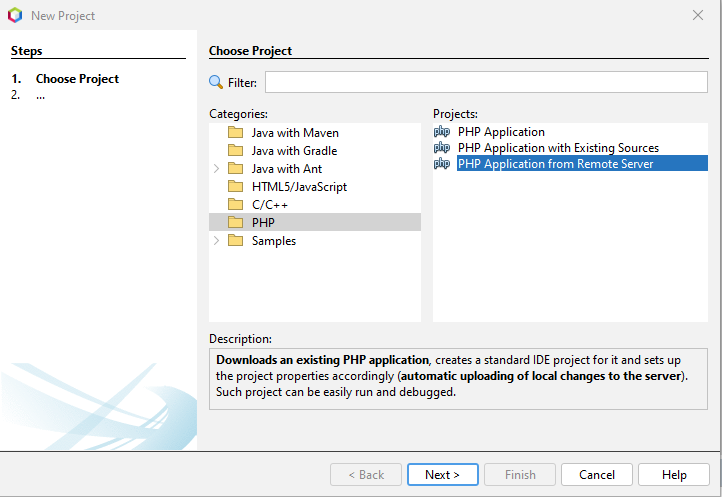 New Project
Steps
1. Choose Project
2. ...
Choose Project
Filter:
Categories:
Java with Maven
Java with Gradle
Java with Ant
HTML5/JavaScript
C/C++
PHP
Samples
Projects:
php PHP Application
php PHP Application with Existing Sources
php PHP Application from Remote Server
Description:
Downloads an existing PHP application, creates a standard IDE project for it and sets up
the project properties accordingly (automatic uploading of local changes to the server).
Such project can be easily run and debugged.
< Back
Next >
Finish
Cancel
Help